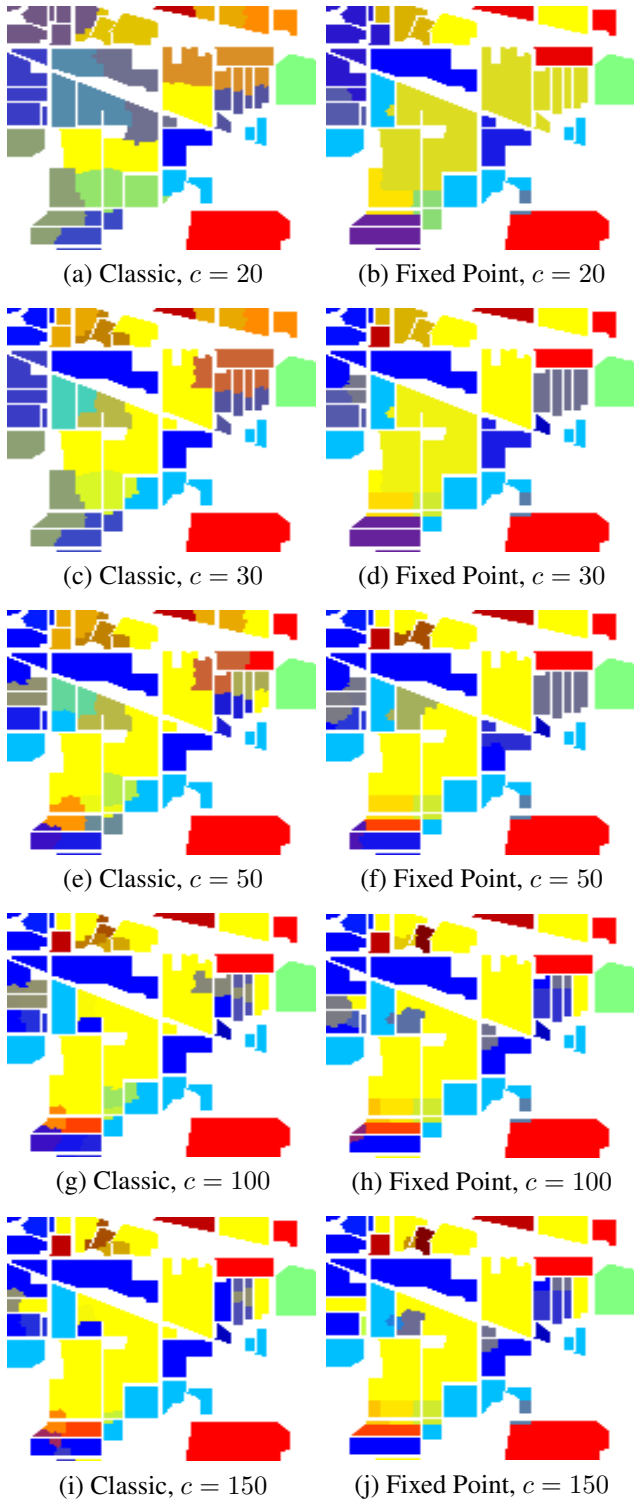 (a) Classic, c = 20
(b) Fixed Point, c = 20
(c) Classic, c = 30
(d) Fixed Point, c = 30
(e) Classic, c = 50
(f) Fixed Point, c = 50
(g) Classic, c = 100
(h) Fixed Point, c = 100
(i) Classic, c = 150
(j) Fixed Point, c = 150